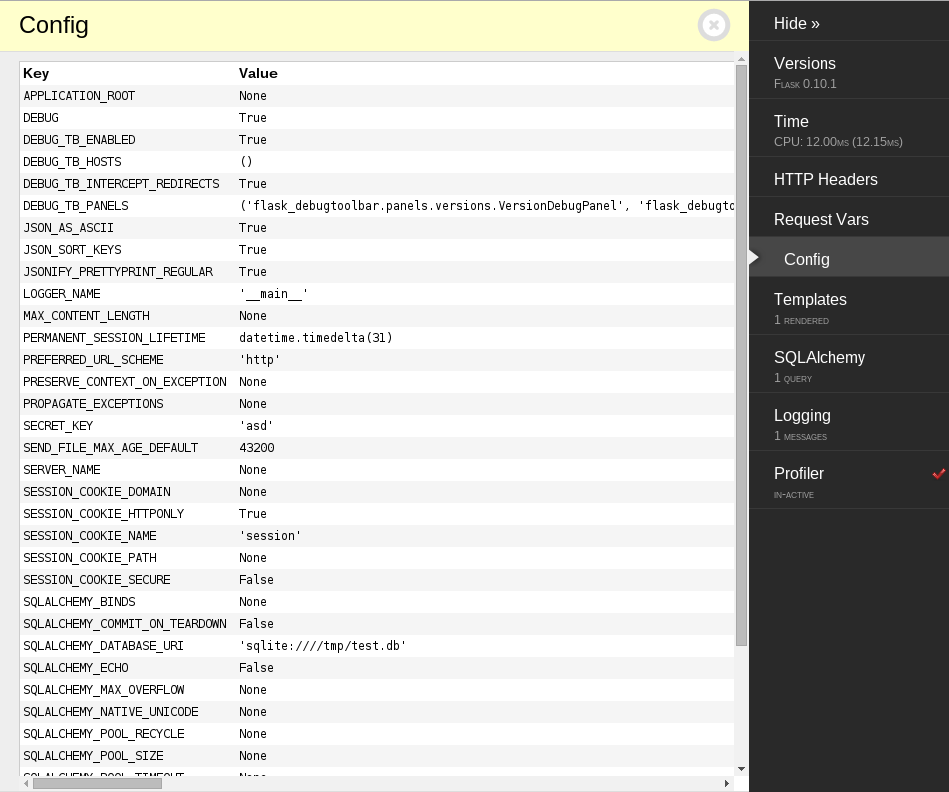 Config
Key Value
APPLICATION_ROOT None
DEBUG True
DEBUG_TB_ENABLED True
DEBUG_TB_HOSTS ()
DEBUG_TB_INTERCEPT_REDIRECTS True
DEBUG_TB_PANELS ('flask_debugtoolbar.panels.versions.VersionDebugPanel', 'flask_debugto
JSON_AS_ASCII True
JSON_SORT_KEYS True
JSONIFY_PRETTYPRINT_REGULAR True
LOGGER_NAME '__main__'
MAX_CONTENT_LENGTH None
PERMANENT_SESSION_LIFETIME datetime.timedelta(31)
PREFERRED_URL_SCHEME 'http'
PRESERVE_CONTEXT_ON_EXCEPTION None
PROPAGATE_EXCEPTIONS None
SECRET_KEY 'asd'
SEND_FILE_MAX_AGE_DEFAULT 43200
SERVER_NAME None
SESSION_COOKIE_DOMAIN None
SESSION_COOKIE_HTTPONLY True
SESSION_COOKIE_NAME 'session'
SESSION_COOKIE_PATH None
SESSION_COOKIE_SECURE False
SQLALCHEMY_BINDS None
SQLALCHEMY_COMMIT_ON_TEARDOWN False
SQLALCHEMY_DATABASE_URI 'sqlite:////tmp/test.db'
SQLALCHEMY_ECHO False
SQLALCHEMY_MAX_OVERFLOW None
SQLALCHEMY_NATIVE_UNICODE None
SQLALCHEMY_POOL_RECYCLE None
SQLALCHEMY_POOL_SIZE None
SQLALCHEMY_POOL_TIMEOUT None
Hide »
Versions
Flask 0.10.1
Time
CPU: 12.00ms (12.15ms)
HTTP Headers
Request Vars
Config
Templates
1 rendered
SQLAlchemy
1 query
Logging
1 messages
Profiler
in-active